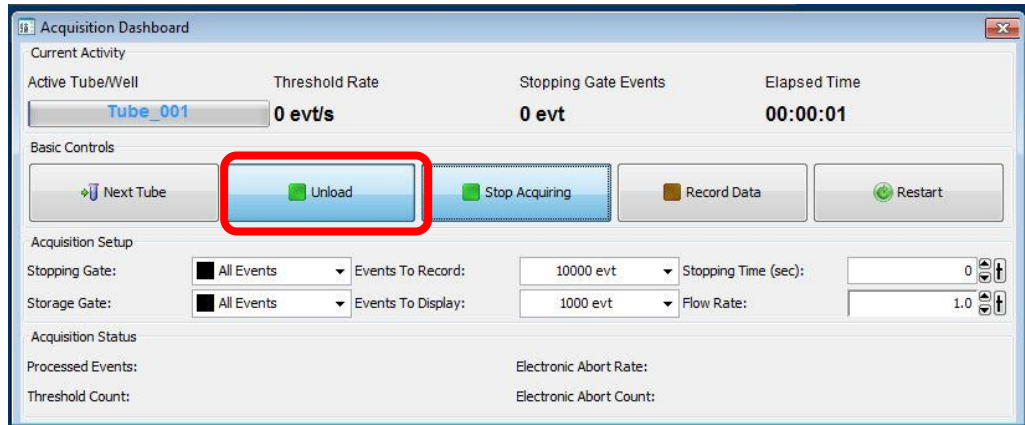 Acquisition Dashboard
Current Activity
Active Tube/Well Threshold Rate Stopping Gate Events Elapsed Time
Tube_001 0 evt/s 0 evt 00:00:01
Basic Controls
Next Tube Unload Stop Acquiring Record Data Restart
Acquisition Setup
Stopping Gate: All Events Events To Record: 10000 evt Stopping Time (sec): 0
Storage Gate: All Events Events To Display: 1000 evt Flow Rate: 1.0
Acquisition Status
Processed Events: Electronic Abort Rate:
Threshold Count: Electronic Abort Count: